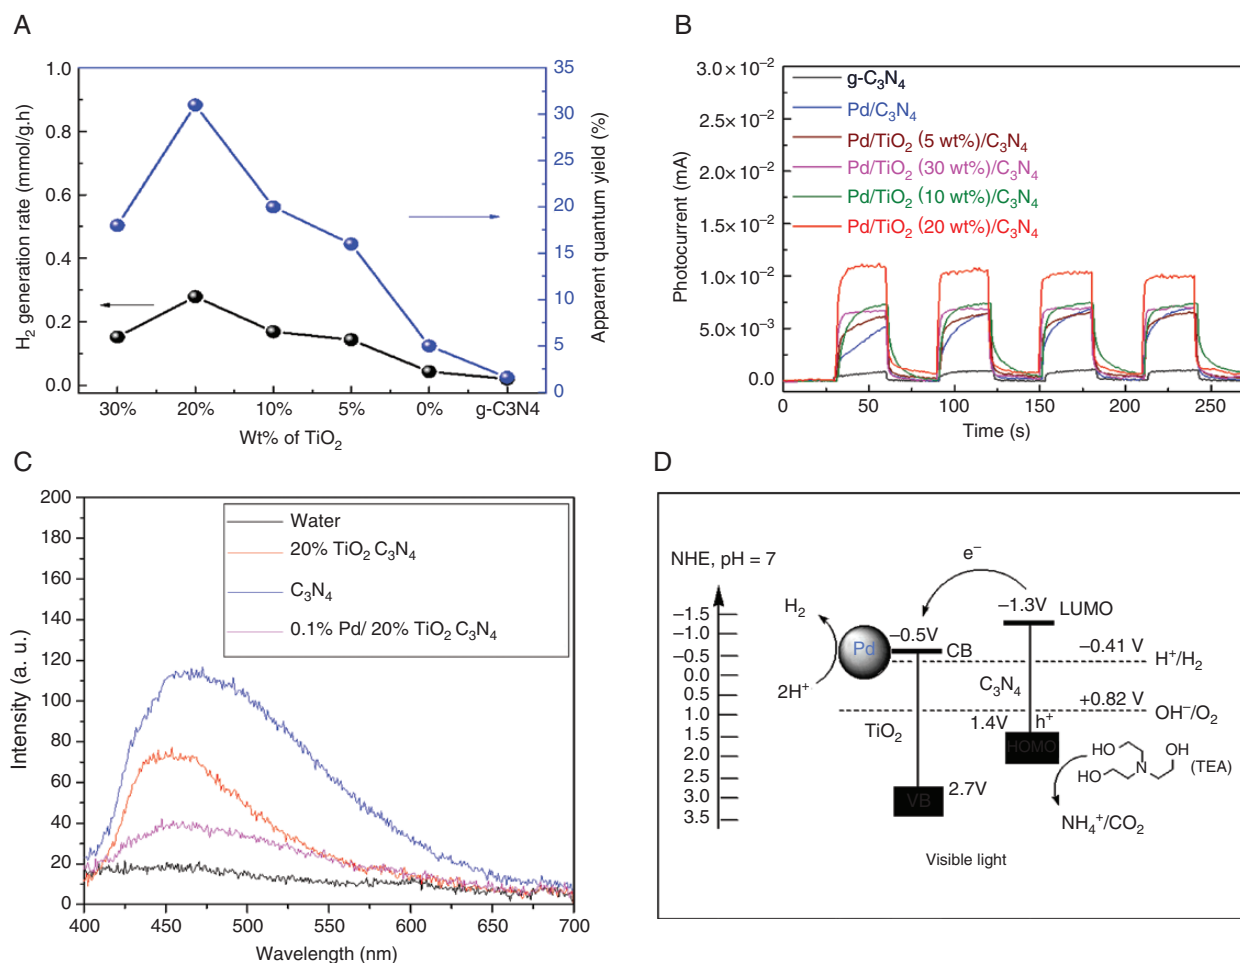 A
H₂ generation rate (mmol/g.h)
1.0
0.8
0.6
0.4
0.2
0.0
35
30
25
20
15
10
5
0
Apparent quantum yield (%)
30% 20% 10% 5% 0% g-C3N4
Wt% of TiO₂
B
Photocurrent (mA)
3.0×10⁻²
2.5×10⁻²
2.0×10⁻²
1.5×10⁻²
1.0×10⁻²
5.0×10⁻³
0.0
g-C₃N₄
Pd/C₃N₄
Pd/TiO₂ (5 wt%)/C₃N₄
Pd/TiO₂ (30 wt%)/C₃N₄
Pd/TiO₂ (10 wt%)/C₃N₄
Pd/TiO₂ (20 wt%)/C₃N₄
0 50 100 150 200 250
Time (s)
C
Intensity (a. u.)
200
180
160
140
120
100
80
60
40
20
0
Water
20% TiO₂ C₃N₄
C₃N₄
0.1% Pd/ 20% TiO₂ C₃N₄
400 450 500 550 600 650 700
Wavelength (nm)
D
NHE, pH = 7
−1.5
−1.0
−0.5
0.0
0.5
1.0
1.5
2.0
2.5
3.0
3.5
e⁻
H₂
2H⁺
Pd
−0.5V
CB
−1.3V
LUMO
−0.41 V
H⁺/H₂
C₃N₄
+0.82 V
OH⁻/O₂
TiO₂
1.4V
h⁺
HOMO
VB
2.7V
HO
OH
N
HO
(TEA)
NH₄⁺/CO₂
Visible light